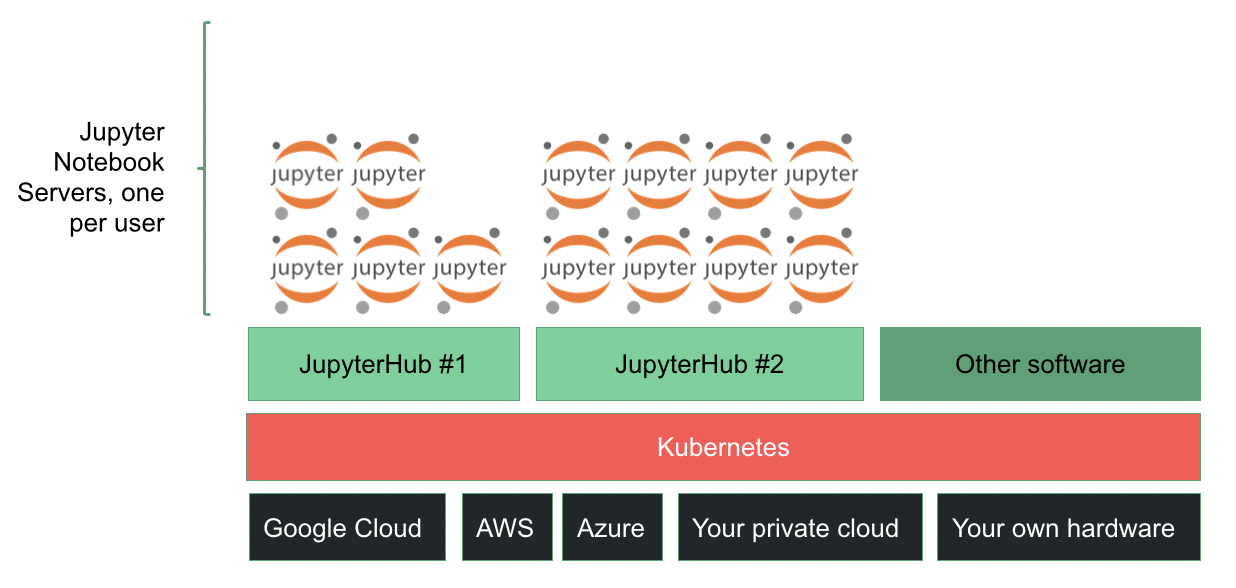 Jupyter
Notebook
Servers, one
per user
jupyter jupyter jupyter jupyter jupyter jupyter
jupyter jupyter jupyter jupyter jupyter jupyter jupyter
JupyterHub #1 JupyterHub #2 Other software
Kubernetes
Google Cloud AWS Azure Your private cloud Your own hardware